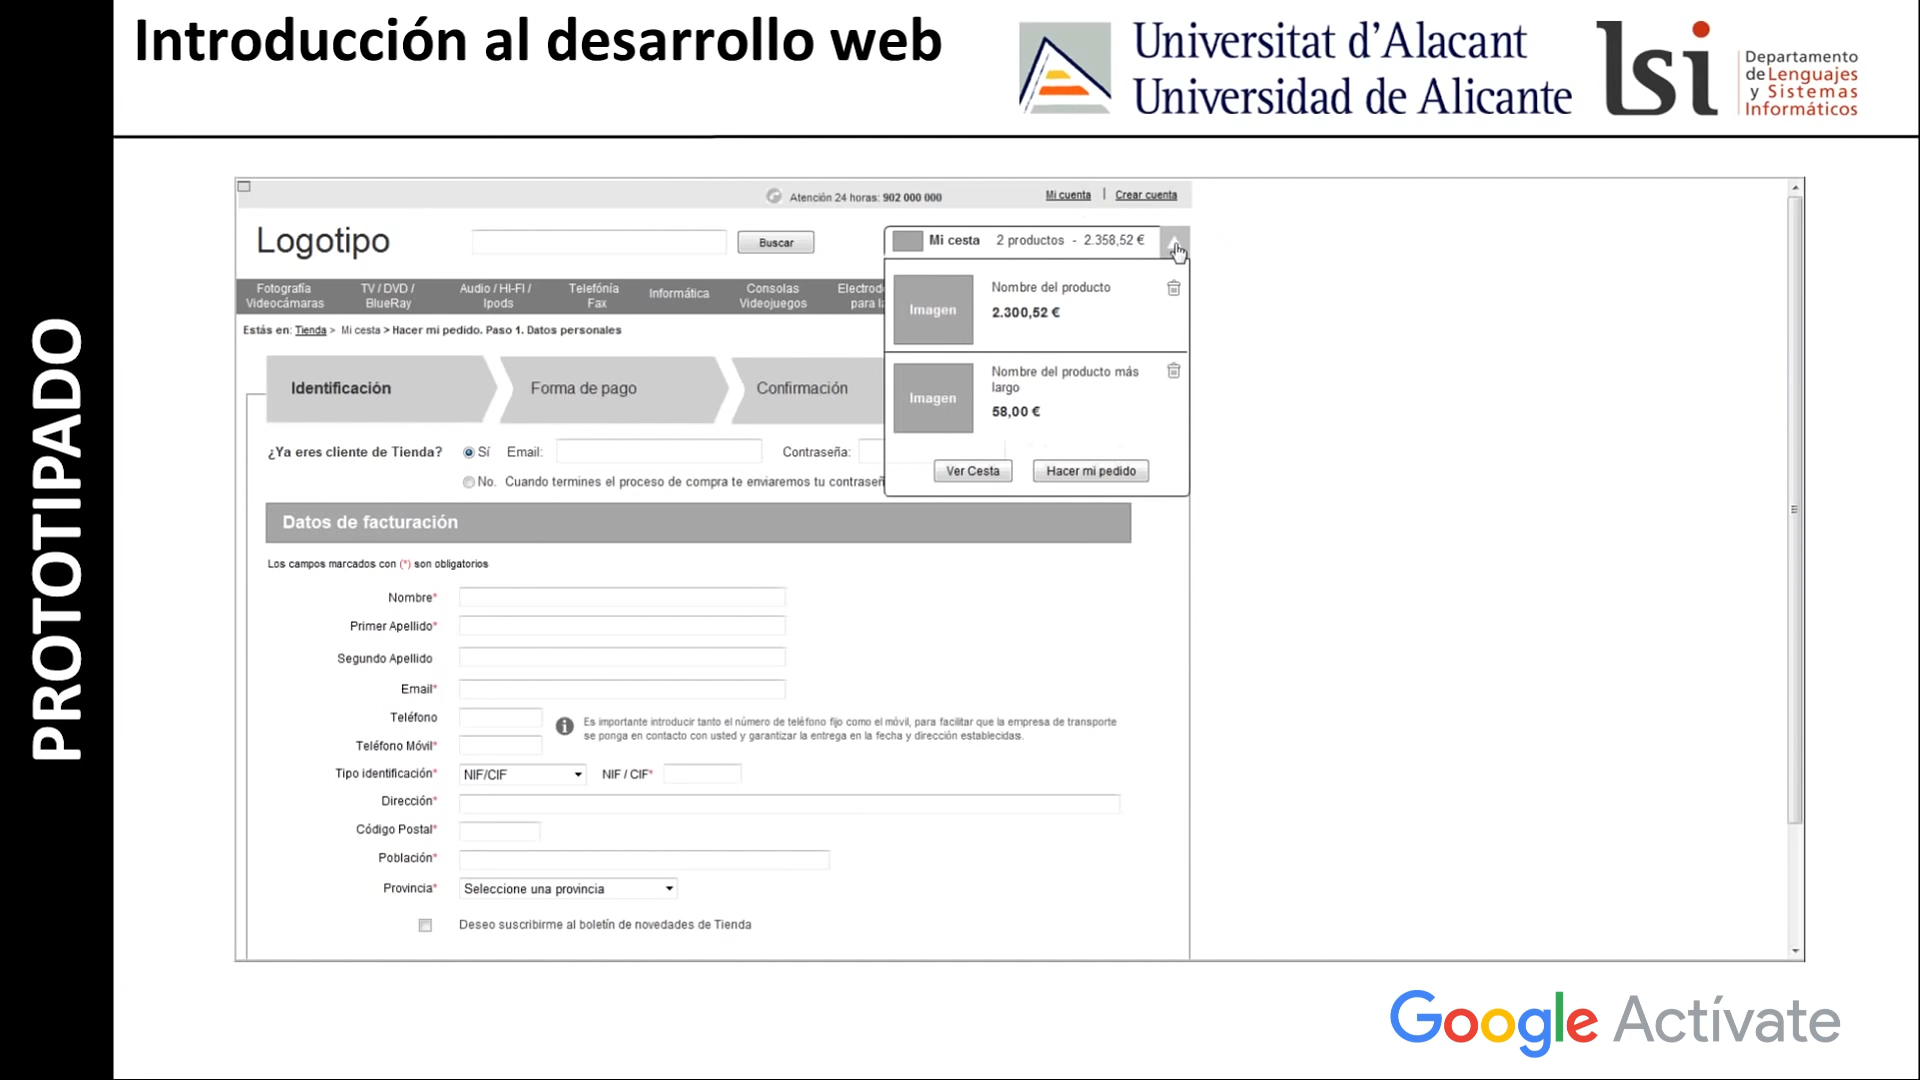 Introducción al desarrollo web
Universitat d'Alacant
Universidad de Alicante
lsi
Departamento
de Lenguajes
y Sistemas
Informáticos
PROTOTIPADO
Atención 24 horas: 902 000 000
Mi cuenta | Crear cuenta
Logotipo
Buscar
Mi cesta 2 productos - 2.358,52 €
Fotografía
Videocámaras
TV / DVD /
BlueRay
Audio / HI-FI /
Ipods
Telefónía
Fax
Informática
Consolas
Videojuegos
Imagen
Nombre del producto
2.300,52 €
Imagen
Nombre del producto más
largo
58,00 €
Ver Cesta
Hacer mi pedido
Estás en: Tienda > Mi cesta > Hacer mi pedido. Paso 1. Datos personales
Identificación
Forma de pago
Confirmación
¿Ya eres cliente de Tienda? Sí Email: Contraseña:
No. Cuando termines el proceso de compra te enviaremos tu
Datos de facturación
Los campos marcados con (*) son obligatorios
Nombre*
Primer Apellido*
Segundo Apellido
Email*
Teléfono
Es importante introducir tanto el número de teléfono fijo como el móvil, para facilitar que la empresa de transporte
se ponga en contacto con usted y garantizar la entrega en la fecha y dirección establecidas.
Teléfono Móvil*
Tipo identificación* NIF/CIF NIF / CIF*
Dirección*
Código Postal*
Población*
Provincia* Seleccione una provincia
Deseo suscribirme al boletín de novedades de Tienda
Google Actívate